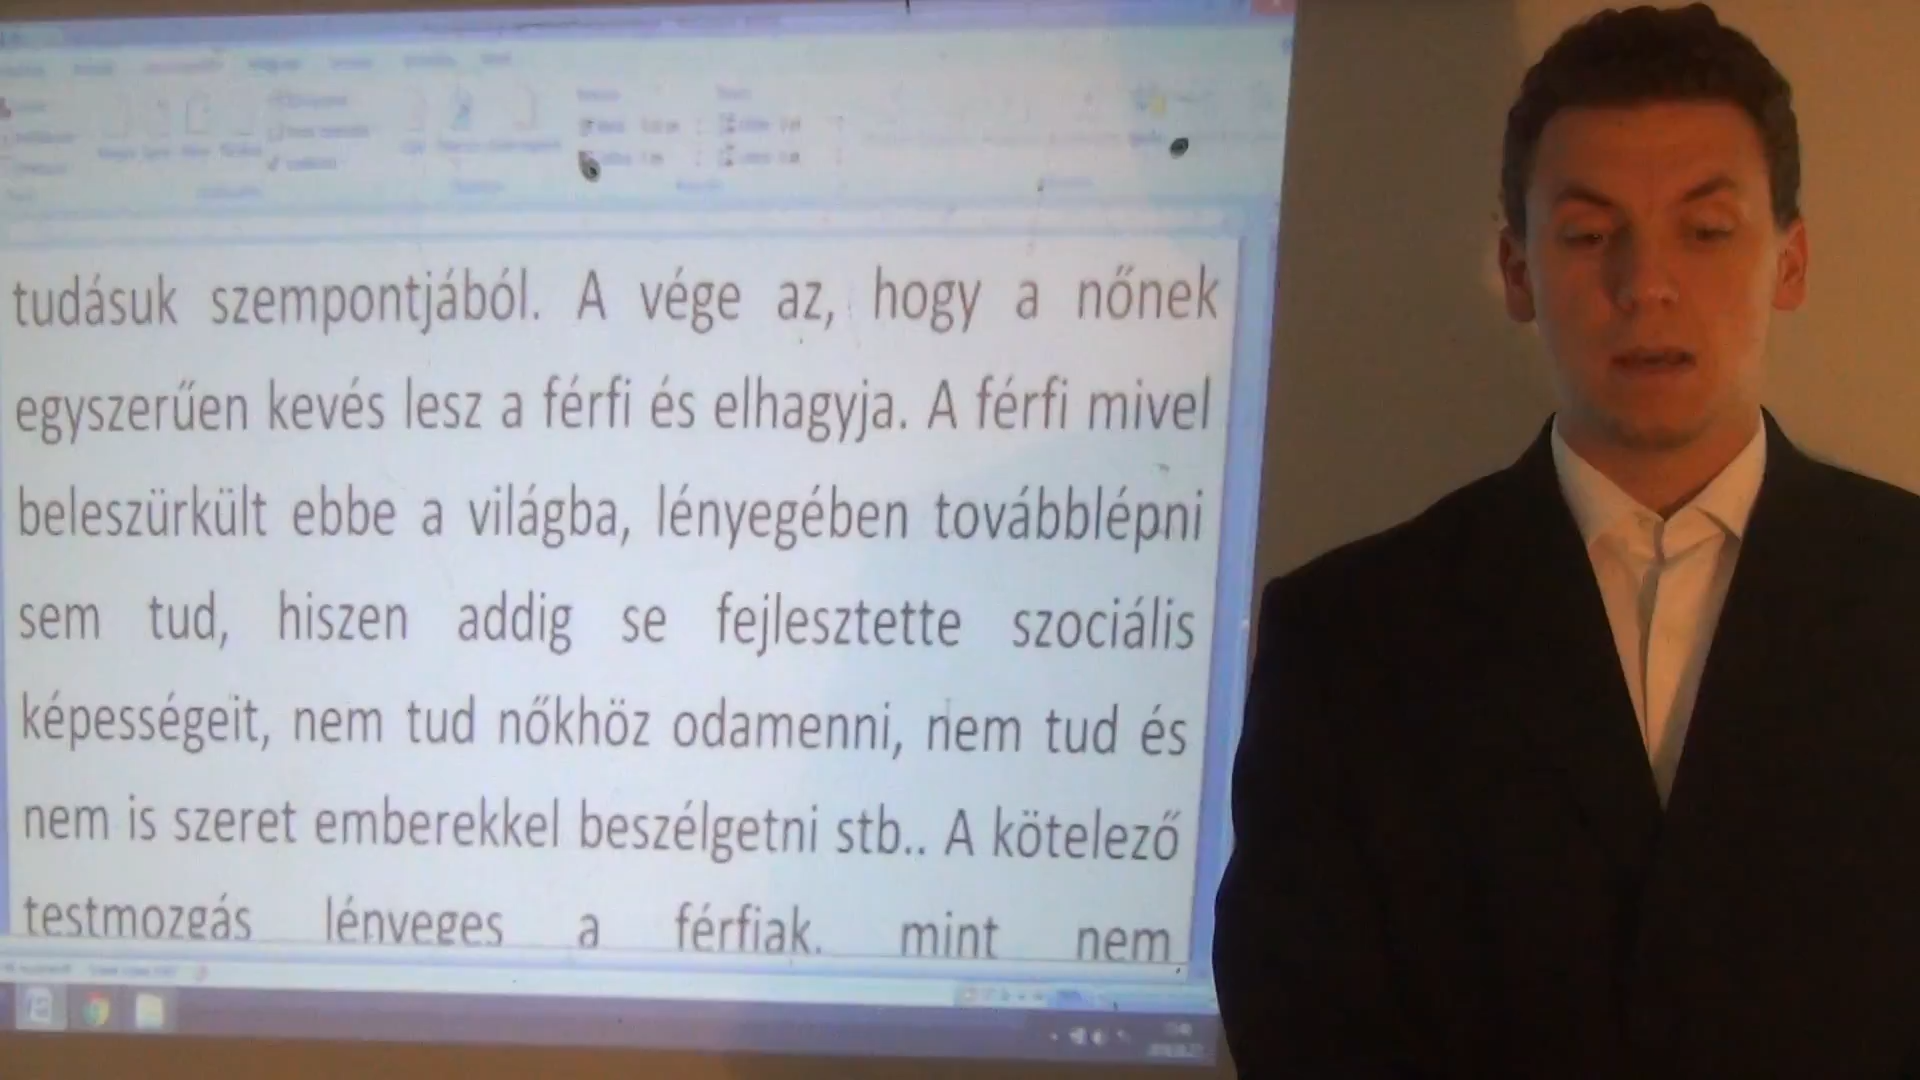 tudásuk szempontjából. A vége az, hogy a nőnek
egyszerűen kevés lesz a férfi és elhagyja. A férfi mivel
beleszürkült ebbe a világba, lényegében továbblépni
sem tud, hiszen addig se fejlesztette szociális
képességeit, nem tud nőkhöz odamenni, nem tud és
nem is szeret emberekkel beszélgetni stb.. A kötelező
testmozgás lényeges a férfiak, mint nem